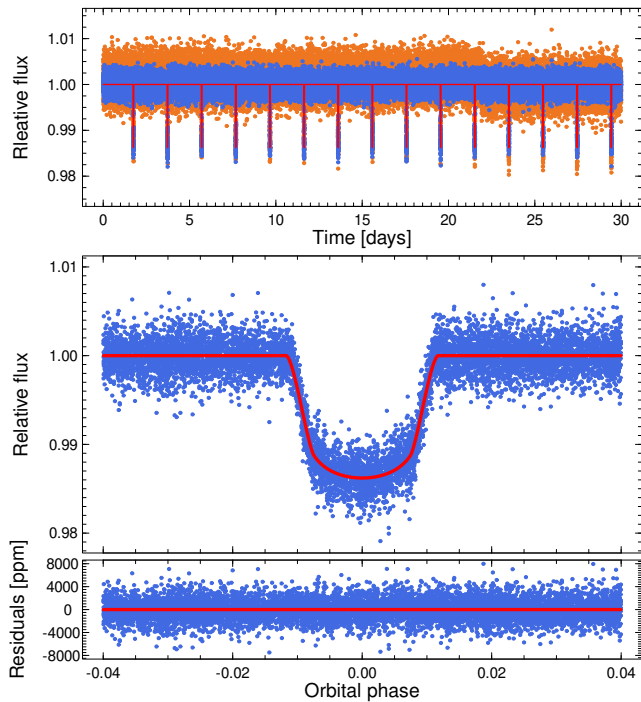 1.01
1.00
0.99
0.98
Rleative flux
0 5 10 15 20 25 30
Time [days]
1.01
1.00
0.99
0.98
Relative flux
8000
4000
0
-4000
-8000
Residuals [ppm]
-0.04 -0.02 0.00 0.02 0.04
Orbital phase